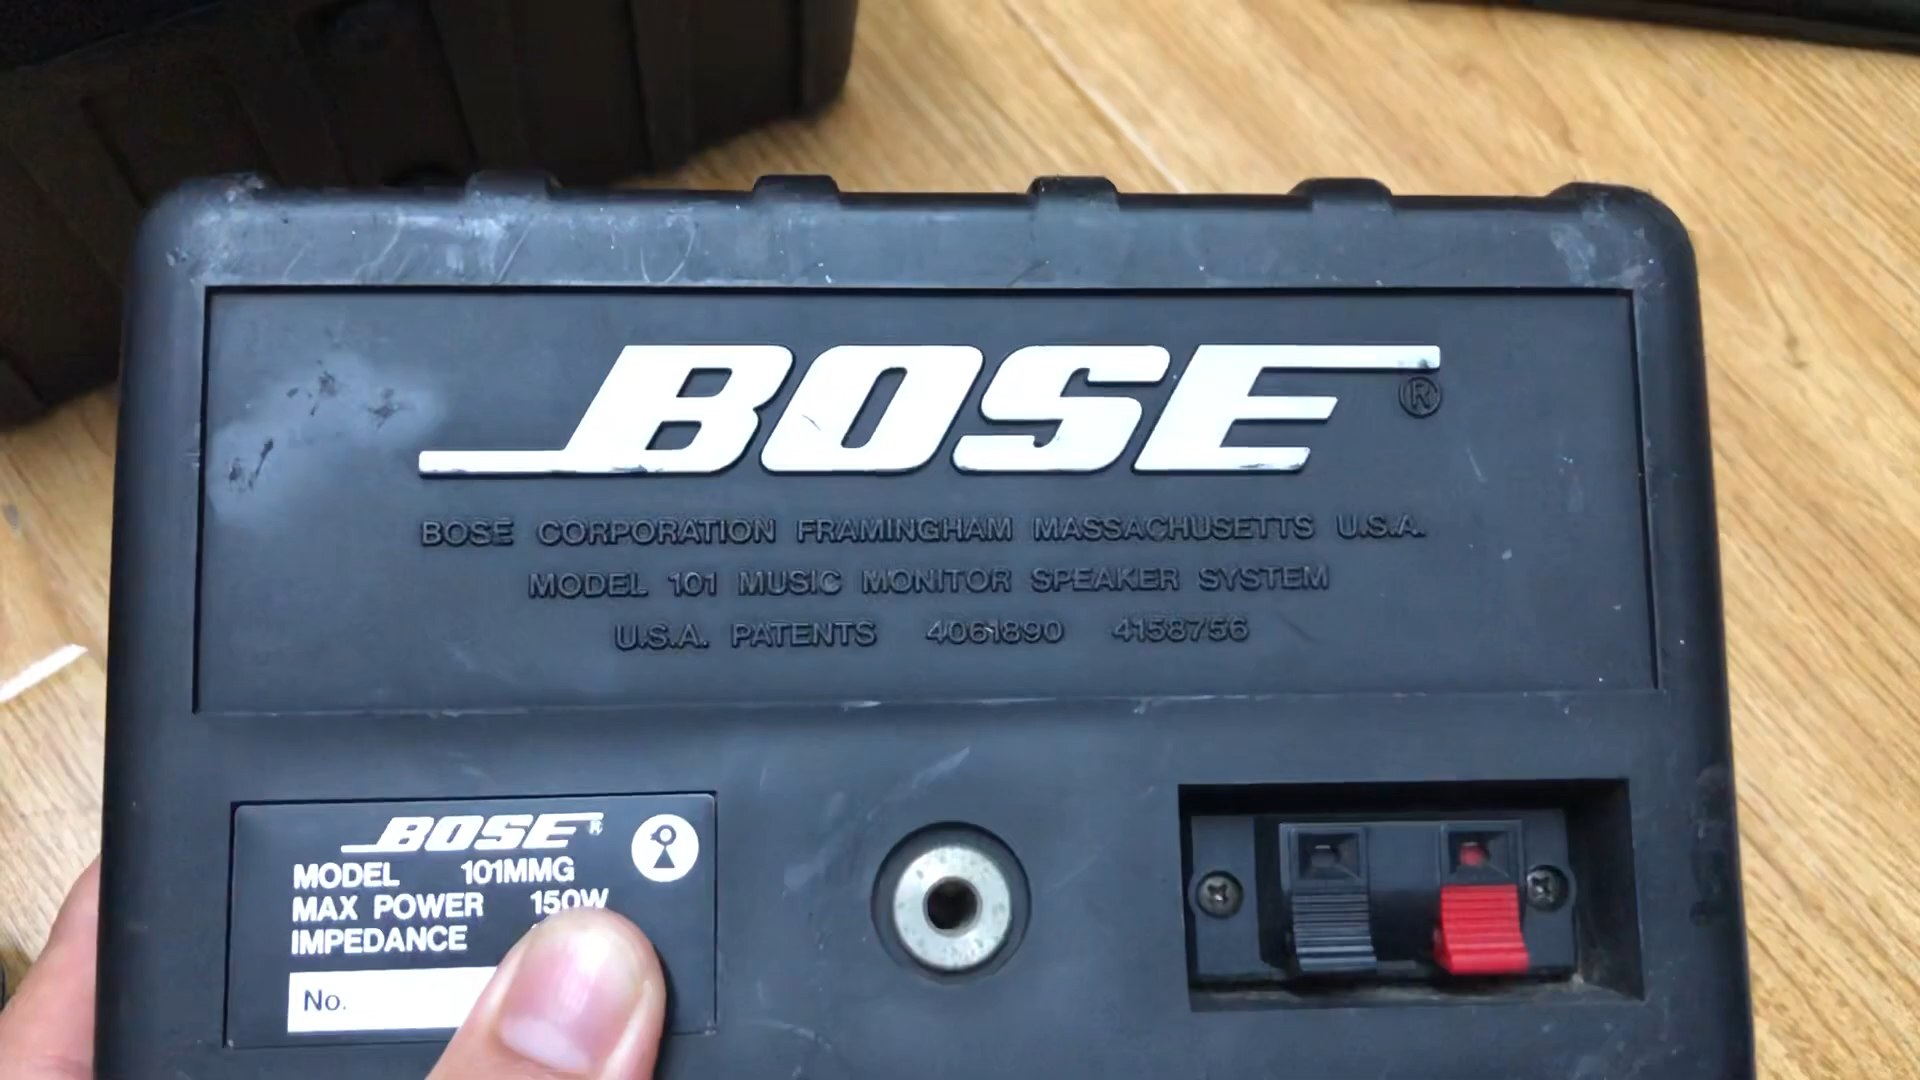 BOSE ®
BOSE CORPORATION FRAMINGHAM MASSACHUSETTS U.S.A.
MODEL 101 MUSIC MONITOR SPEAKER SYSTEM
U.S.A. PATENTS 4061890 4158756
BOSE ®
MODEL 101MMG
MAX POWER 150W
IMPEDANCE
No.